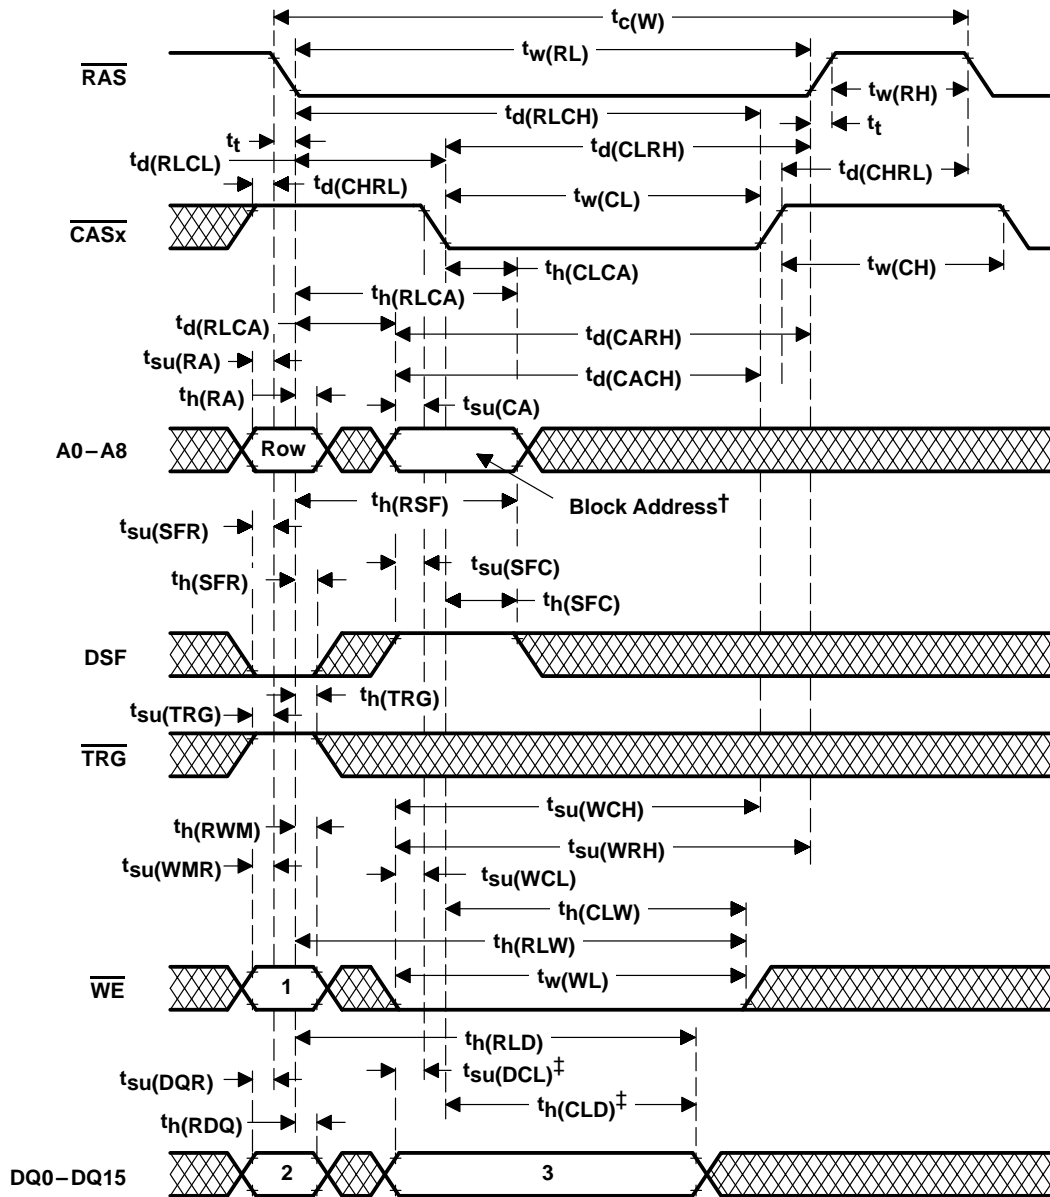 tc(W)
tw(RL)
RAS
tw(RH)
td(RLCH)
tt
tt
td(RLCL)
td(CLRH)
td(CHRL)
td(CHRL)
tw(CL)
CASx
tw(CH)
th(CLCA)
th(RLCA)
td(RLCA)
td(CARH)
tsu(RA)
td(CACH)
th(RA)
tsu(CA)
A0–A8
Row
Block Address†
th(RSF)
tsu(SFR)
tsu(SFC)
th(SFR)
th(SFC)
DSF
th(TRG)
tsu(TRG)
TRG
tsu(WCH)
th(RWM)
tsu(WRH)
tsu(WMR)
tsu(WCL)
th(CLW)
th(RLW)
WE
1
tw(WL)
th(RLD)
tsu(DQR)
tsu(DCL)‡
th(CLD)‡
th(RDQ)
DQ0–DQ15
2
3